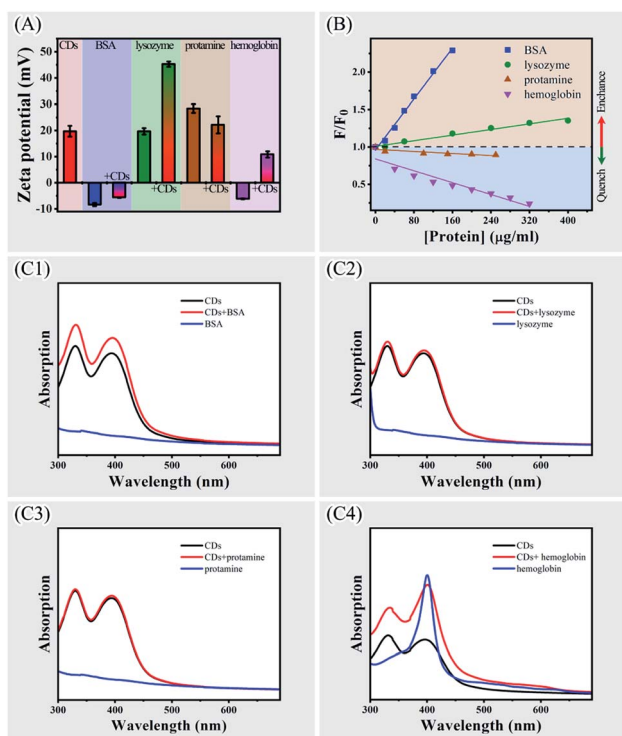 (A)
CDs BSA lysozyme protamine hemoglobin
Zeta potential (mV)
50
40
30
20
10
0
-10
+CDs
+CDs
+CDs
+CDs
(B)
F/F0
2.0
1.5
1.0
0.5
BSA
lysozyme
protamine
hemoglobin
Enchance
Quench
0 80 160 240 320 400
[Protein] (μg/ml)
(C1)
CDs
CDs+BSA
BSA
Absorption
300 400 500 600
Wavelength (nm)
(C2)
CDs
CDs+lysozyme
lysozyme
Absorption
300 400 500 600
Wavelength (nm)
(C3)
CDs
CDs+protamine
protamine
Absorption
300 400 500 600
Wavelength (nm)
(C4)
CDs
CDs+ hemoglobin
hemoglobin
Absorption
300 400 500 600
Wavelength (nm)